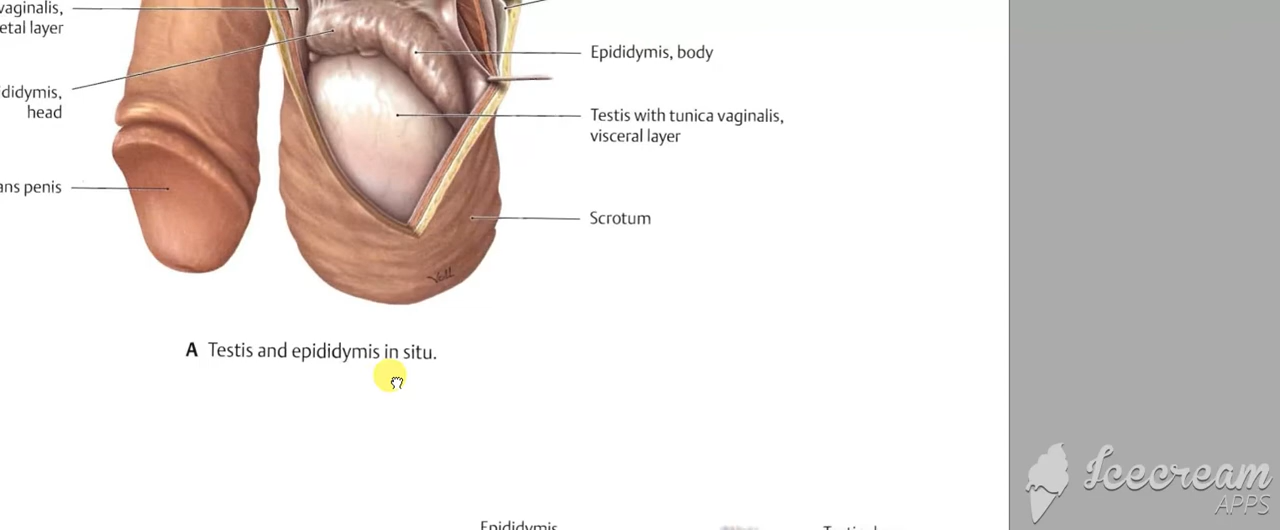 vaginalis,
etal layer
Epididymis, body
didymis,
head
Testis with tunica vaginalis,
visceral layer
ans penis
Scrotum
Voll
A Testis and epididymis in situ.
Icecream
APPS
Epididymis